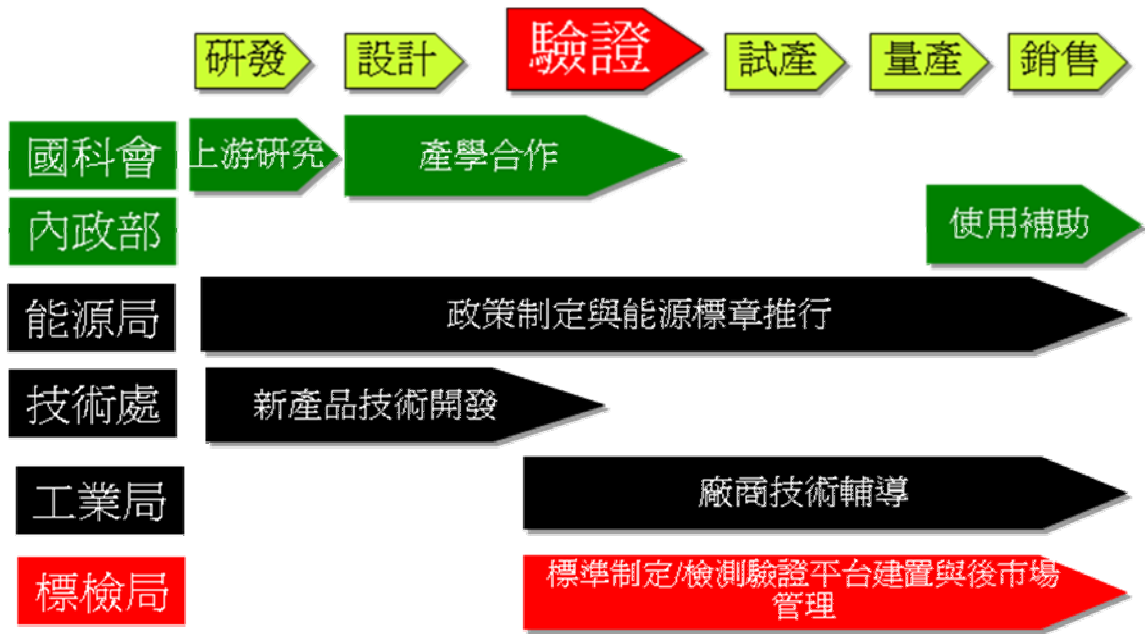 研發
設計
驗證
試產
量產
銷售
國科會
上游研究
產學合作
內政部
使用補助
能源局
政策制定與能源標章推行
技術處
新產品技術開發
工業局
廠商技術輔導
標檢局
標準制定/檢測驗證平台建置與後市場
管理